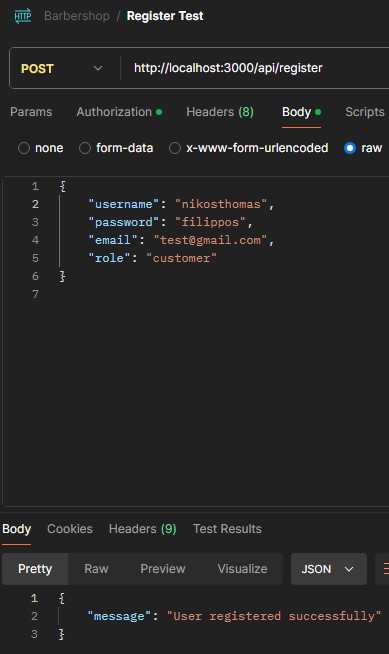 HTTP Barbershop / Register Test
POST http://localhost:3000/api/register
Params Authorization Headers (8) Body Scripts
none form-data x-www-form-urlencoded raw
1 {
2 "username": "nikosthomas",
3 "password": "filippos",
4 "email": "test@gmail.com",
5 "role": "customer"
6 }
7
Body Cookies Headers (9) Test Results
Pretty Raw Preview Visualize JSON
1 {
2 "message": "User registered successfully"
3 }